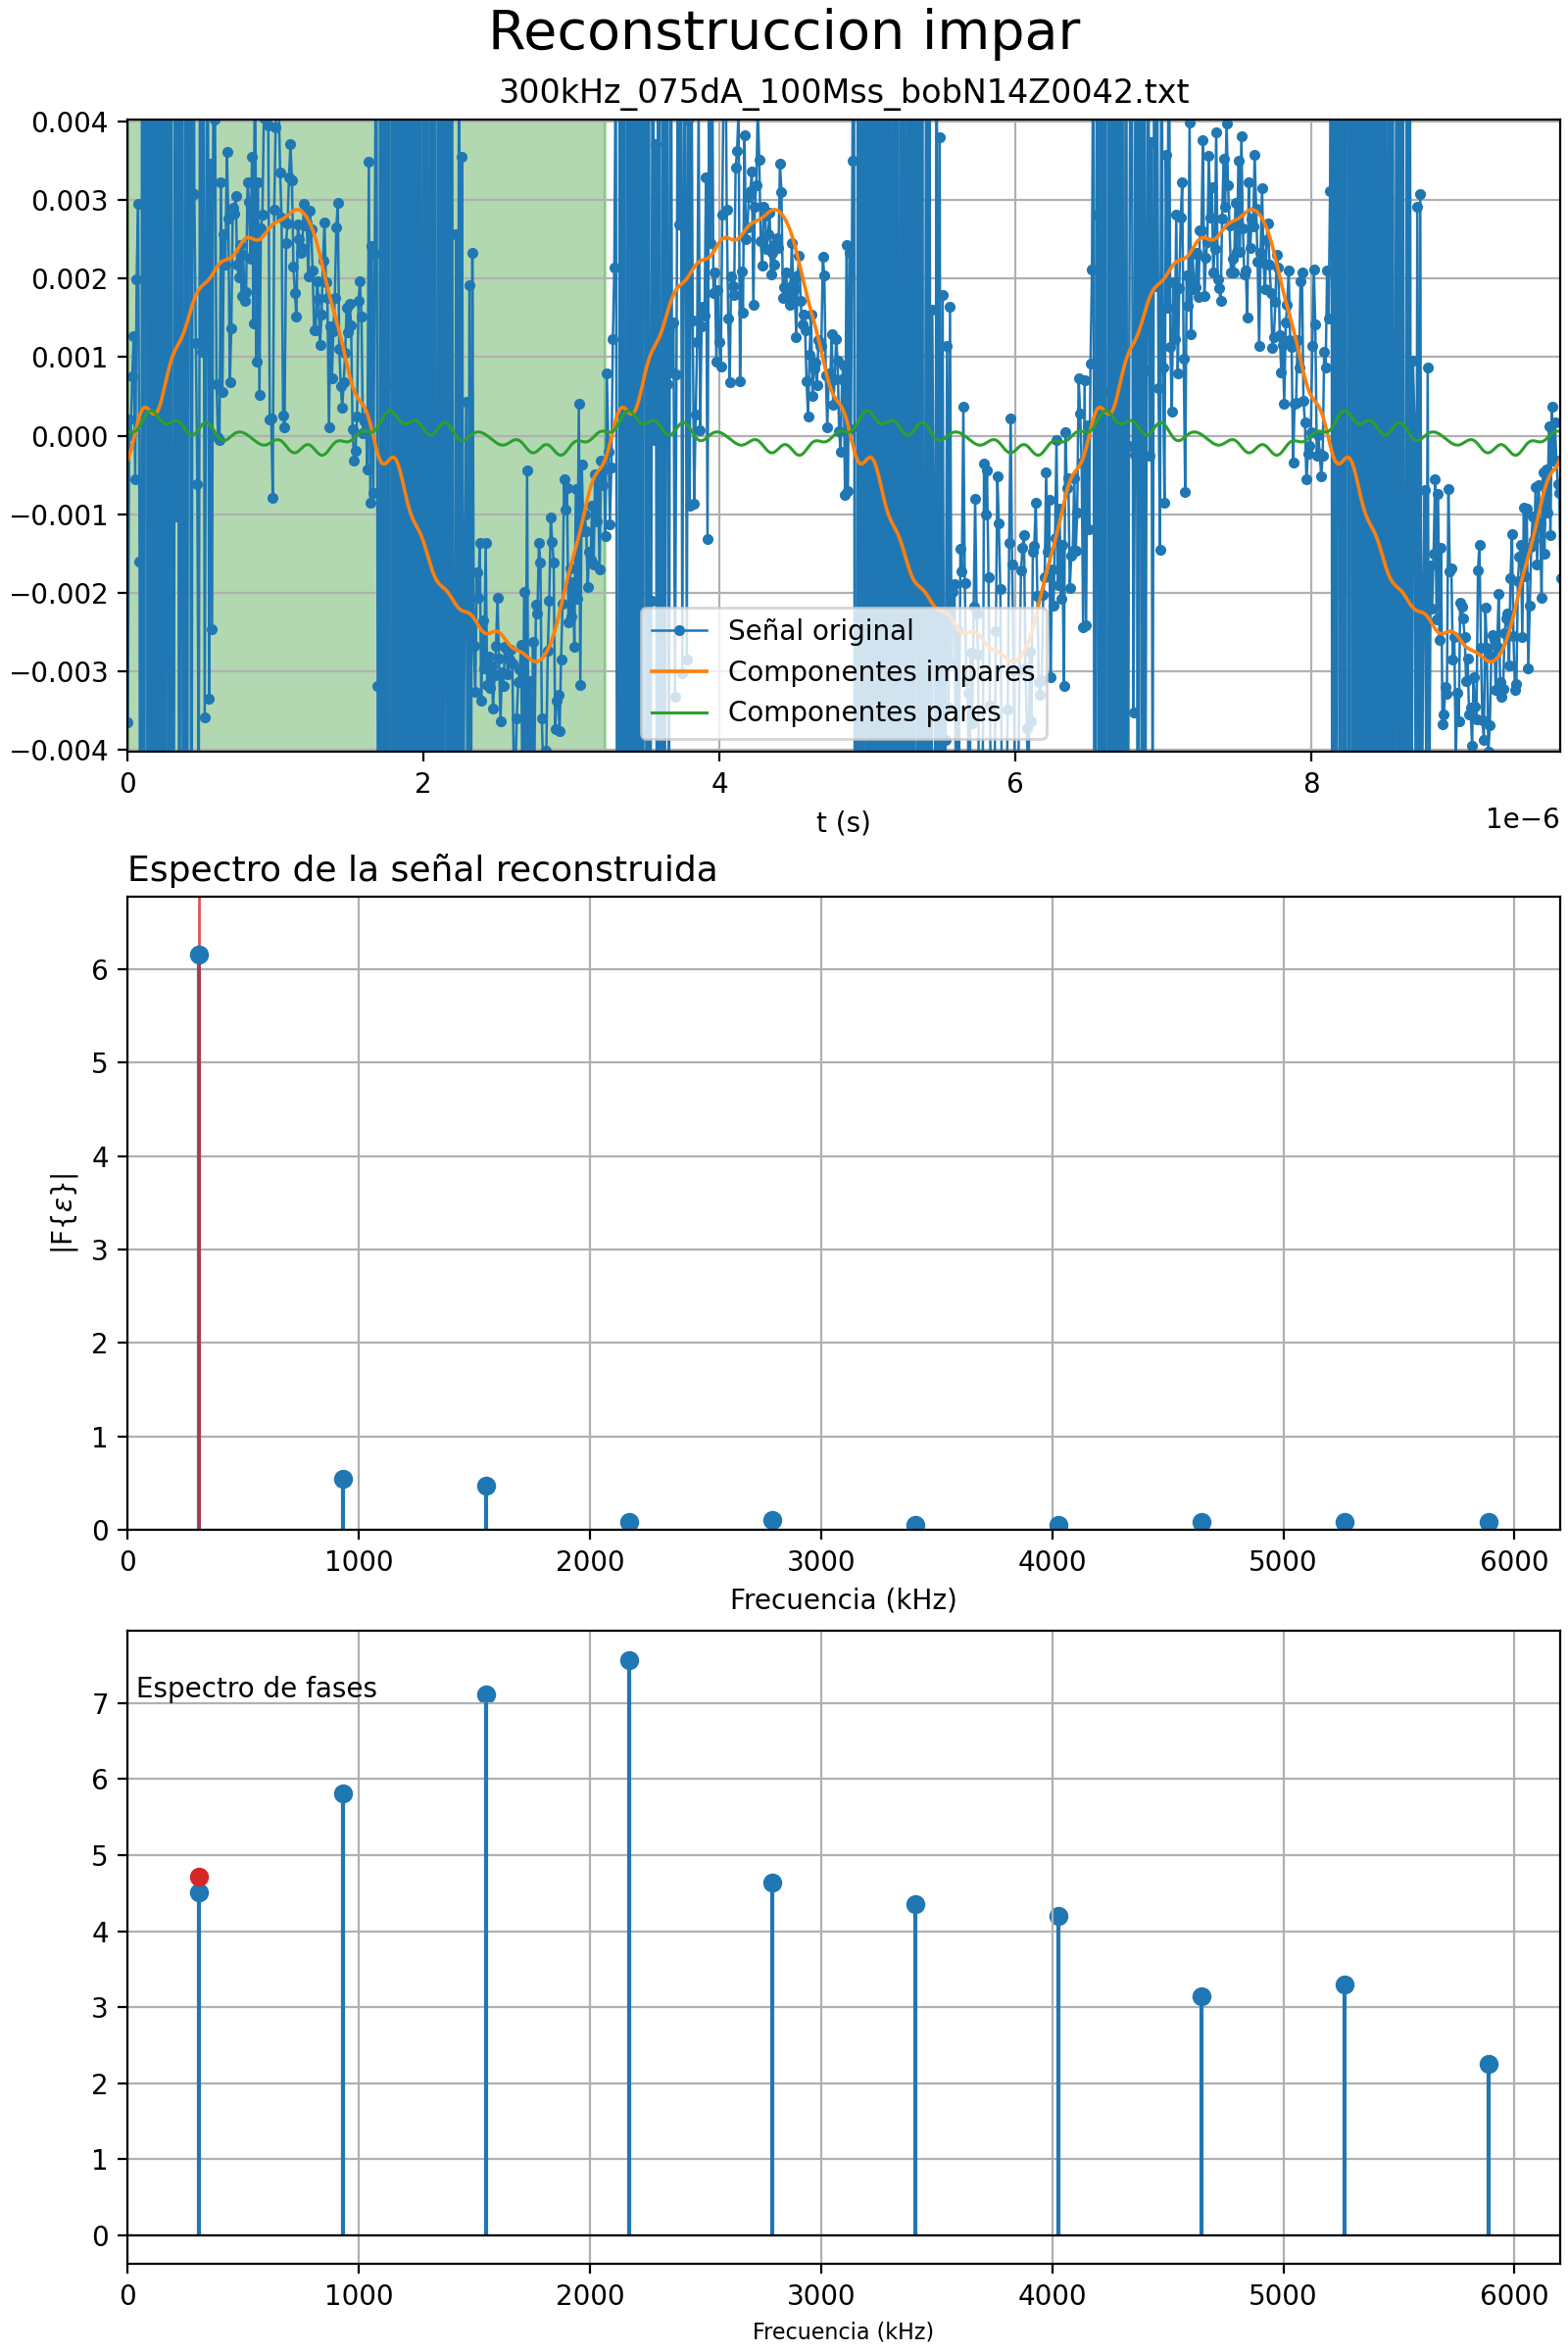 Reconstruccion impar
300kHz_075dA_100Mss_bobN14Z0042.txt
0.004
0.003
0.002
0.001
0.000
−0.001
−0.002
−0.003
−0.004
Señal original
Componentes impares
Componentes pares
0 2 4 6 8
1e−6
t (s)
Espectro de la señal reconstruida
6
5
4
3
2
1
0
|F{ε}|
0 1000 2000 3000 4000 5000 6000
Frecuencia (kHz)
Espectro de fases
7
6
5
4
3
2
1
0
0 1000 2000 3000 4000 5000 6000
Frecuencia (kHz)